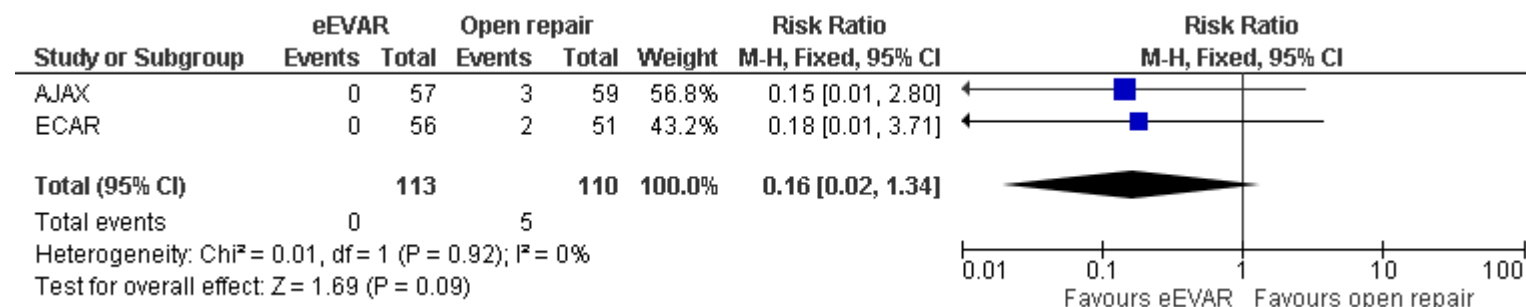 eEVAR Open repair Risk Ratio Risk Ratio
Study or Subgroup Events Total Events Total Weight M-H, Fixed, 95% CI M-H, Fixed, 95% CI
AJAX 0 57 3 59 56.8% 0.15 [0.01, 2.80]
ECAR 0 56 2 51 43.2% 0.18 [0.01, 3.71]
Total (95% CI) 113 110 100.0% 0.16 [0.02, 1.34]
Total events 0 5
Heterogeneity: Chi² = 0.01, df = 1 (P = 0.92); I² = 0%
Test for overall effect: Z = 1.69 (P = 0.09)
0.01 0.1 1 10 100
Favours eEVAR Favours open repair